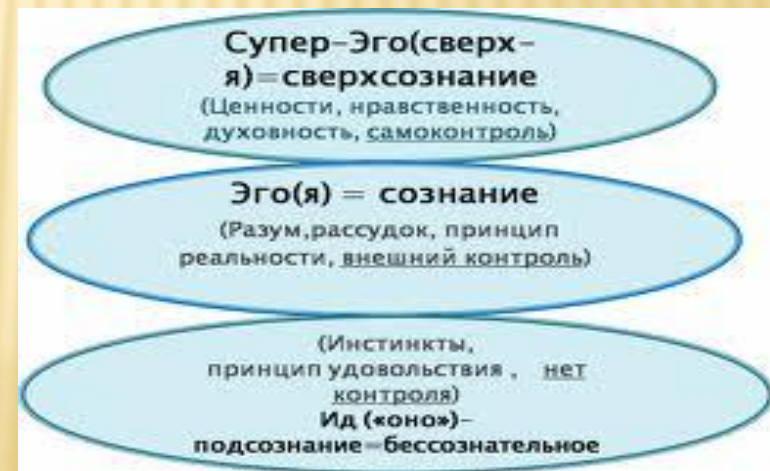 Супер-Эго(сверх-
я)=сверхсознание
(Ценности, нравственность,
духовность, самоконтроль)
Эго(я) = сознание
(Разум,рассудок, принцип
реальности, внешний контроль)
(Инстинкты,
принцип удовольствия , нет
контроля)
Ид («оно»)-
подсознание=бессознательное